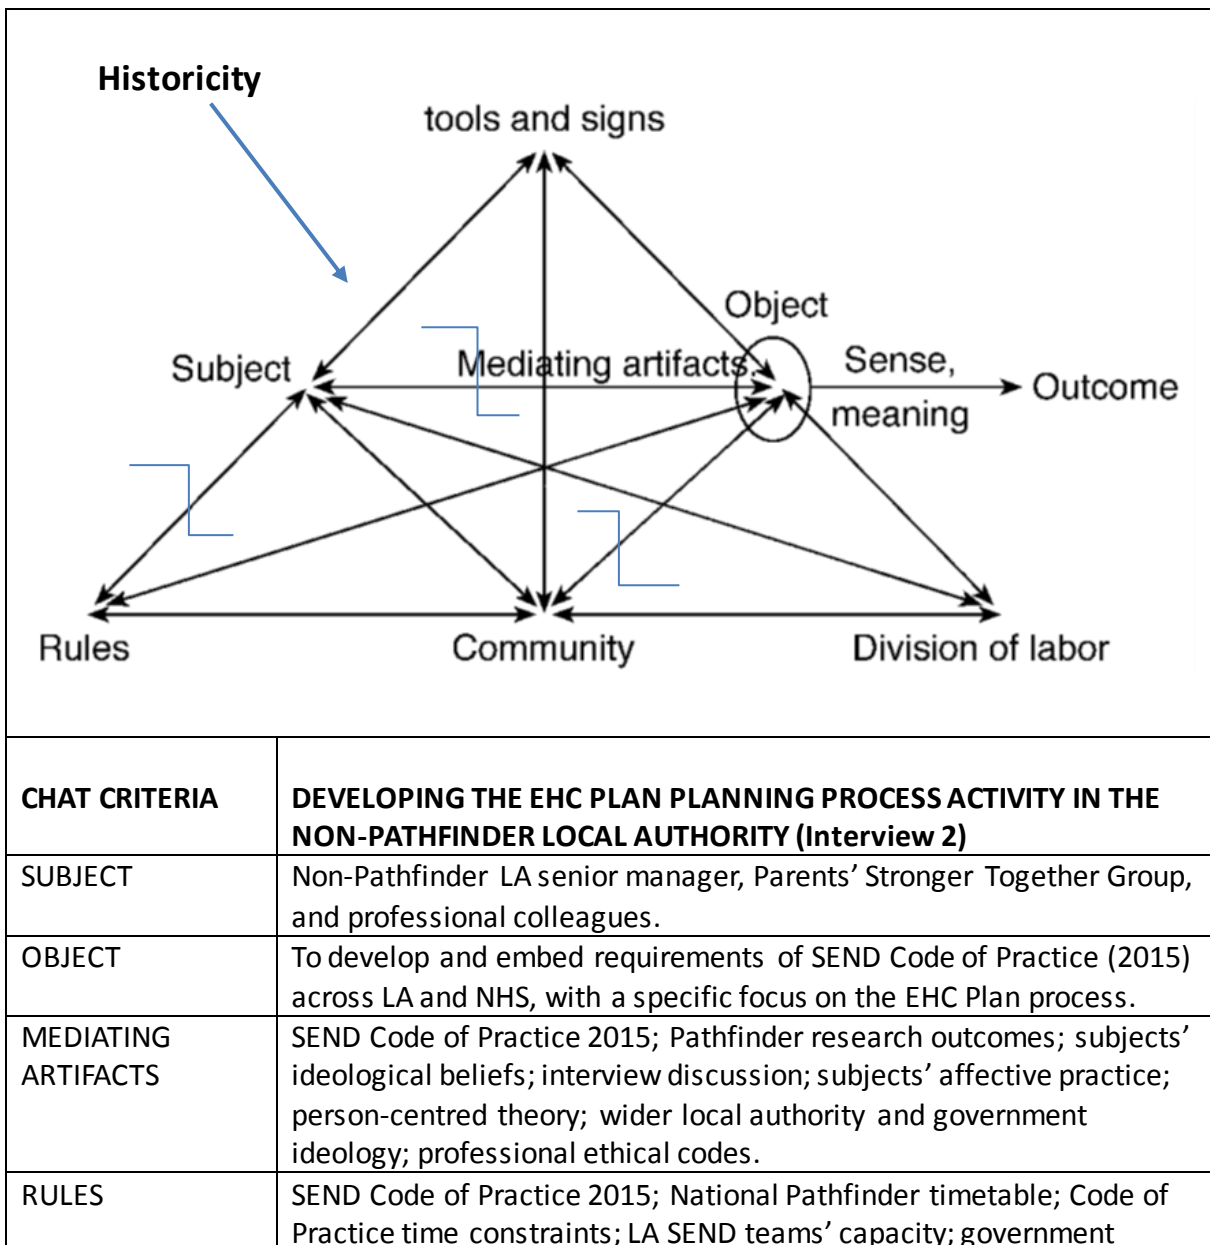 Historicity
tools and signs
Object
Subject
Mediating artifacts.
Sense,
meaning
Outcome
Rules
Community
Division of labor
CHAT CRITERIA
DEVELOPING THE EHC PLAN PLANNING PROCESS ACTIVITY IN THE
NON-PATHFINDER LOCAL AUTHORITY (Interview 2)
SUBJECT
Non-Pathfinder LA senior manager, Parents’ Stronger Together Group,
and professional colleagues.
OBJECT
To develop and embed requirements of SEND Code of Practice (2015)
across LA and NHS, with a specific focus on the EHC Plan process.
MEDIATING
ARTIFACTS
SEND Code of Practice 2015; Pathfinder research outcomes; subjects’
ideological beliefs; interview discussion; subjects’ affective practice;
person-centred theory; wider local authority and government
ideology; professional ethical codes.
RULES
SEND Code of Practice 2015; National Pathfinder timetable; Code of
Practice time constraints; LA SEND teams’ capacity; government